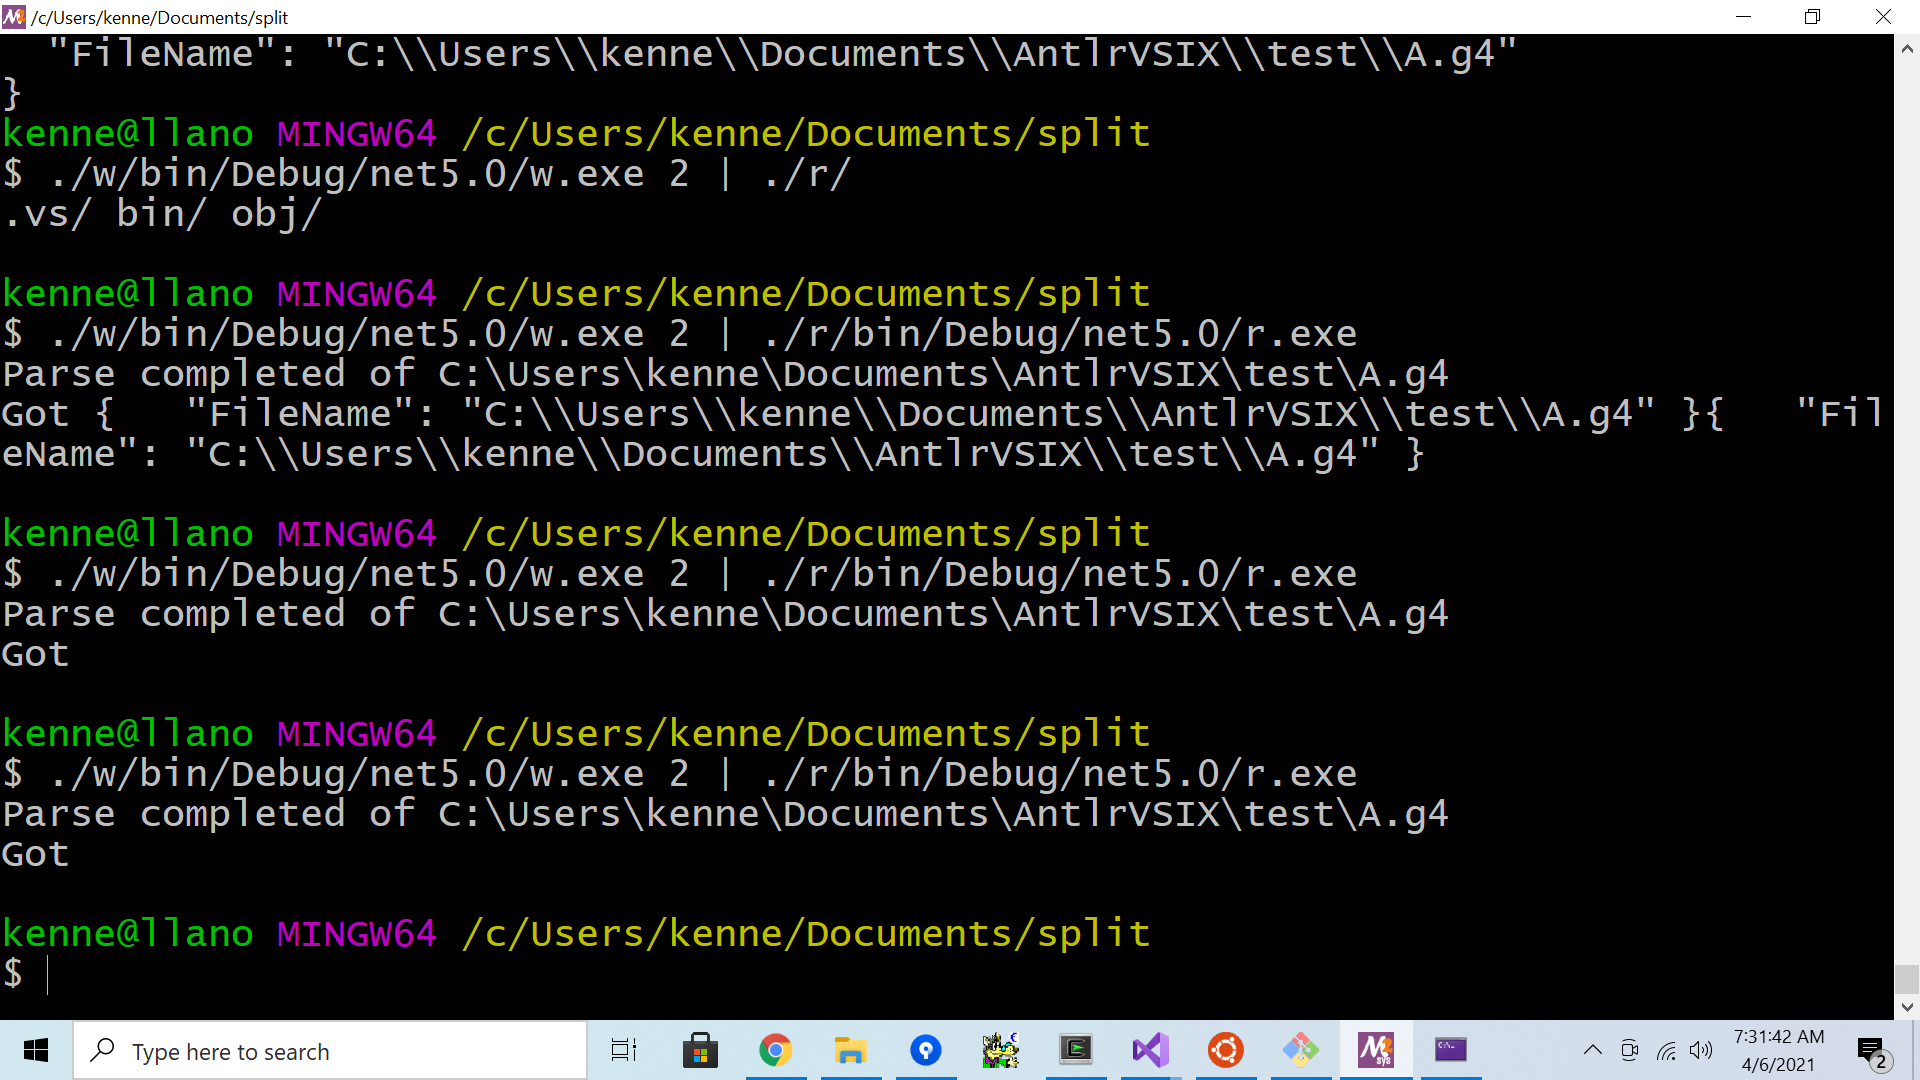 /c/Users/kenne/Documents/split
"FileName": "C:\\Users\\kenne\\Documents\\AntlrVSIX\\test\\A.g4"
}
kenne@llano MINGW64 /c/Users/kenne/Documents/split
$ ./w/bin/Debug/net5.0/w.exe 2 | ./r/
.vs/ bin/ obj/
kenne@llano MINGW64 /c/Users/kenne/Documents/split
$ ./w/bin/Debug/net5.0/w.exe 2 | ./r/bin/Debug/net5.0/r.exe
Parse completed of C:\Users\kenne\Documents\AntlrVSIX\test\A.g4
Got {   "FileName": "C:\\Users\\kenne\\Documents\\AntlrVSIX\\test\\A.g4" }{   "Fil
eName": "C:\\Users\\kenne\\Documents\\AntlrVSIX\\test\\A.g4" }
kenne@llano MINGW64 /c/Users/kenne/Documents/split
$ ./w/bin/Debug/net5.0/w.exe 2 | ./r/bin/Debug/net5.0/r.exe
Parse completed of C:\Users\kenne\Documents\AntlrVSIX\test\A.g4
Got
kenne@llano MINGW64 /c/Users/kenne/Documents/split
$ ./w/bin/Debug/net5.0/w.exe 2 | ./r/bin/Debug/net5.0/r.exe
Parse completed of C:\Users\kenne\Documents\AntlrVSIX\test\A.g4
Got
kenne@llano MINGW64 /c/Users/kenne/Documents/split
$
Type here to search
7:31:42 AM
4/6/2021
2